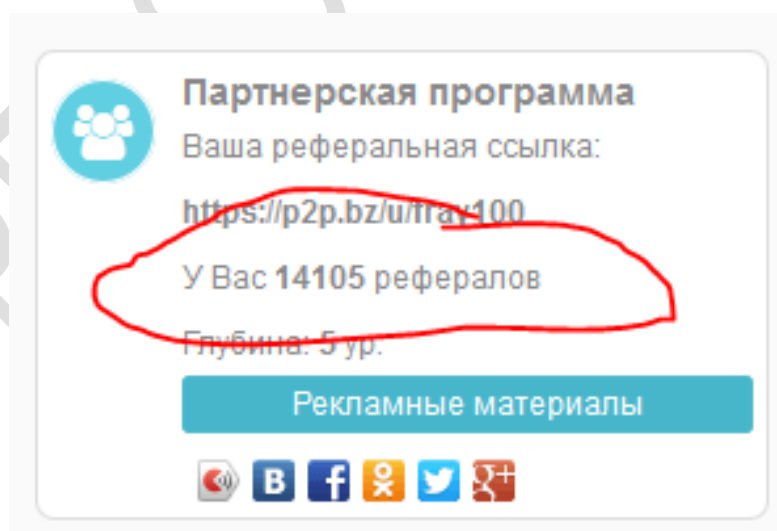 Партнерская программа
Ваша реферальная ссылка:
https://p2p.bz/u/fray100
У Вас 14105 рефералов
Глубина: 5 ур.
Рекламные материалы